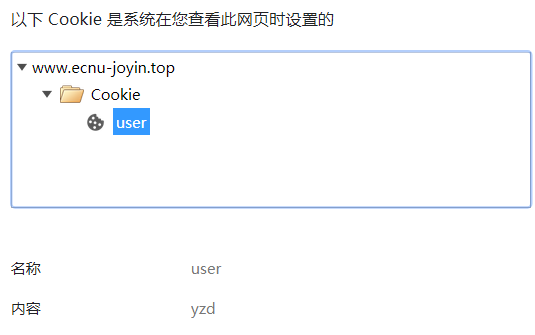 以下 Cookie 是系统在您查看此网页时设置的
www.ecnu-joyin.top
Cookie
user
名称 user
内容 yzd